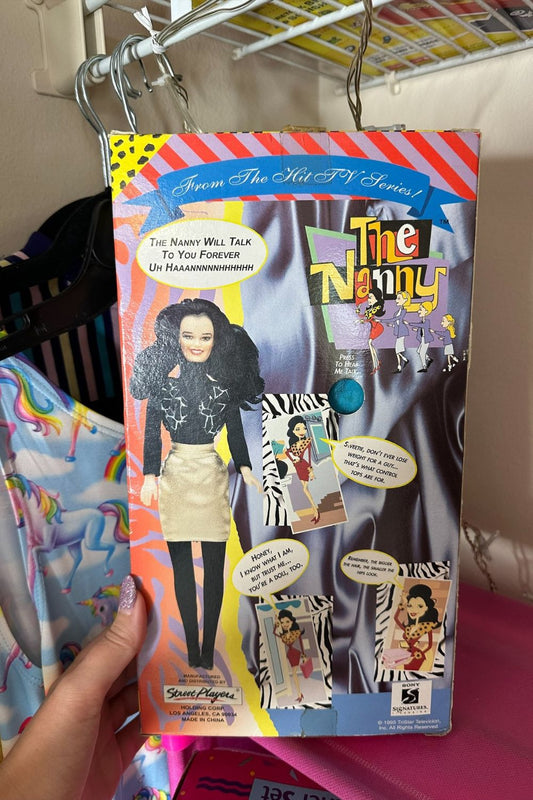 From The Hit TV Series!
THE NANNY WILL TALK
TO YOU FOREVER
UH HAAANNNNNHHHHHH
The
Nanny
TM
PRESS
TO HEAR
ME TALK
SWEETIE, DON'T EVER LOSE
WEIGHT FOR A GUY...
THAT'S WHAT CONTROL
TOPS ARE FOR.
HONEY,
I KNOW WHAT I AM,
BUT TRUST ME...
YOU'RE A DOLL, TOO.
REMEMBER, THE BIGGER
THE HAIR, THE SMALLER THE
HIPS LOOK.
MANUFACTURED
AND DISTRIBUTED BY
Street Players
HOLDING CORP.
LOS ANGELES, CA 90034
MADE IN CHINA
SONY
S
SIGNATURES
© 1995 TriStar Television,
Inc. All Rights Reserved.
set